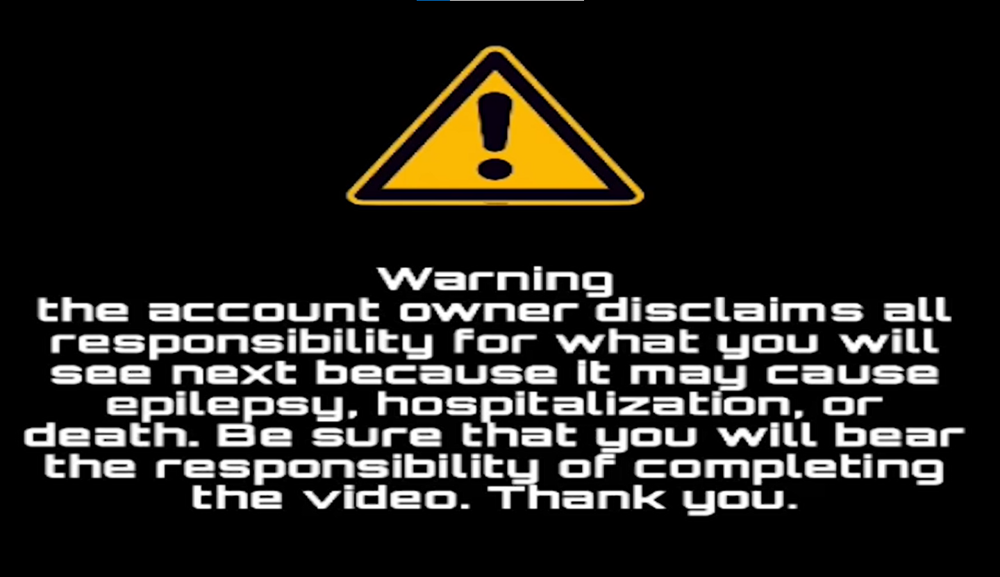 Warning
the account owner disclaims all
responsibility for what you will
see next because it may cause
epilepsy, hospitalization, or
death. Be sure that you will bear
the responsibility of completing
the video. Thank you.